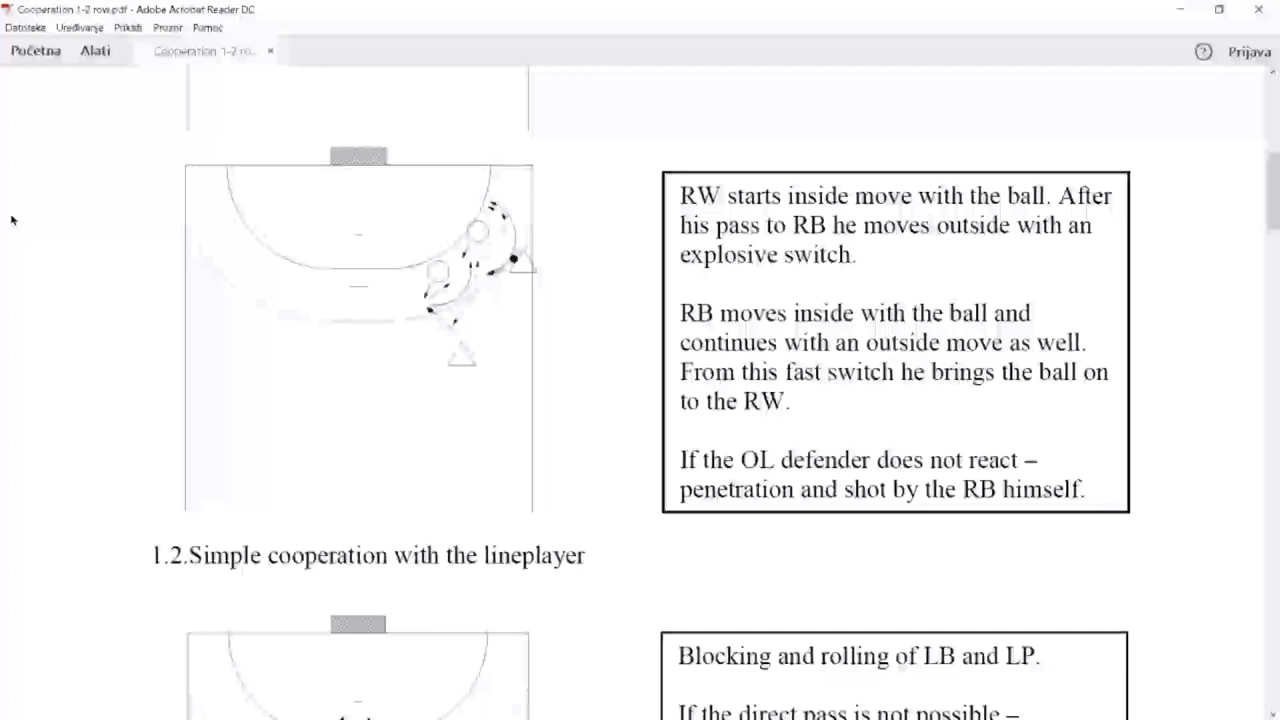 Cooperation 1-2 row.pdf - Adobe Acrobat Reader DC
Datoteka Uređivanje Prikaži Prozor Pomoć
Početna Alati Cooperation 1-2 ro... × ? Prijava
RW starts inside move with the ball. After
his pass to RB he moves outside with an
explosive switch.
RB moves inside with the ball and
continues with an outside move as well.
From this fast switch he brings the ball on
to the RW.
If the OL defender does not react –
penetration and shot by the RB himself.
1.2.Simple cooperation with the lineplayer
Blocking and rolling of LB and LP.
If the direct pass is not possible –